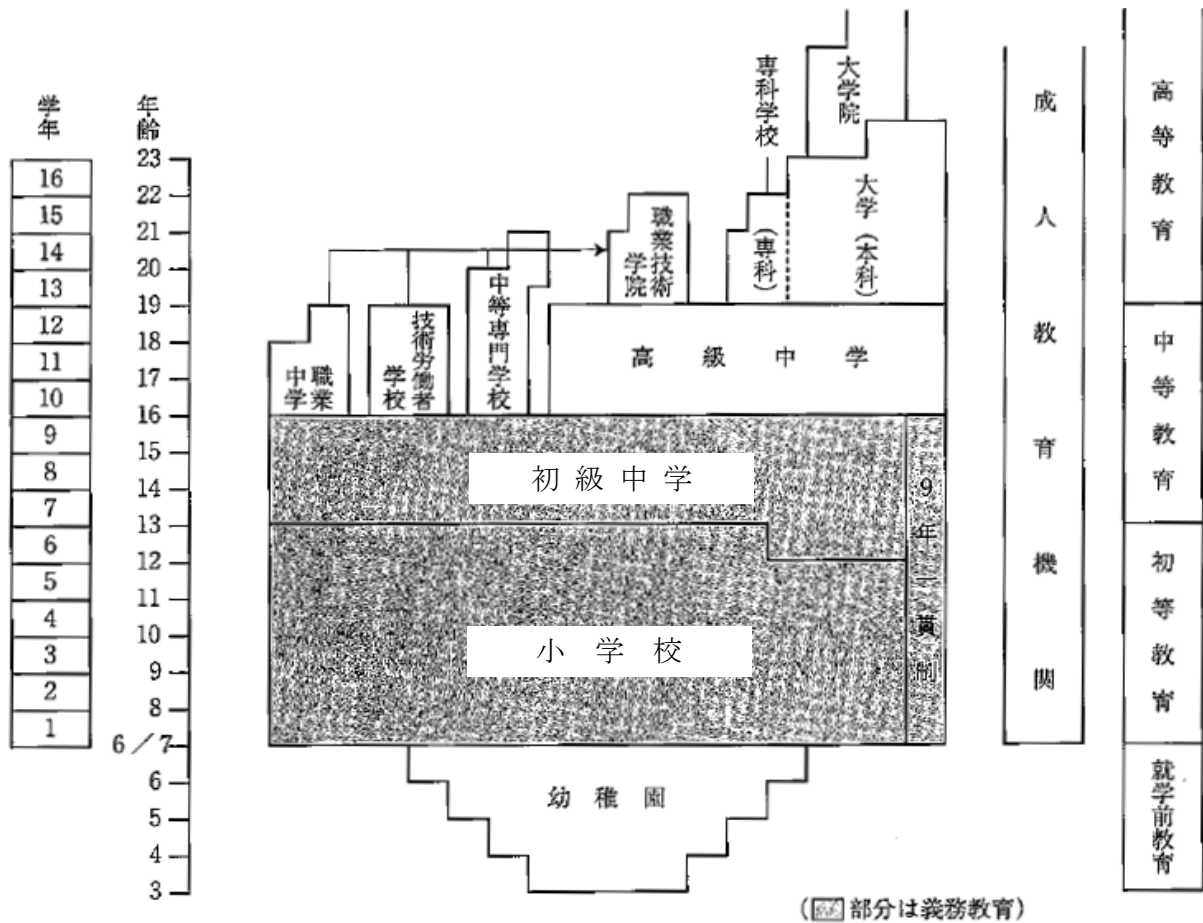 学年
16
15
14
13
12
11
10
9
8
7
6
5
4
3
2
1
年齢
23
22
21
20
19
18
17
16
15
14
13
12
11
10
9
8
6/7
6
5
4
3
職業
中学
技術労働者
学校
中等専門学校
職業技術
学院
専科学校
(専科)
大学院
大学(本科)
高級中学
初級中学
9年一貫制
小学校
幼稚園
成人教育機関
高等教育
中等教育
初等教育
就学前教育
(部分は義務教育)